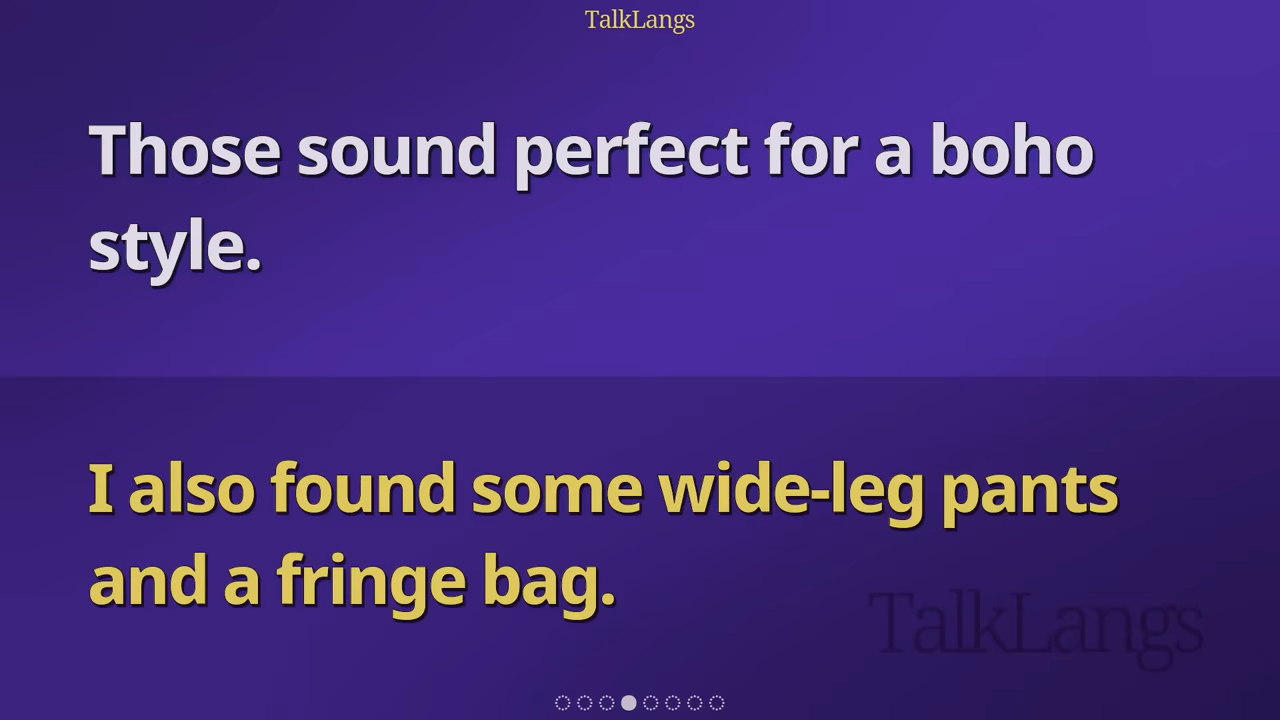 TalkLangs
Those sound perfect for a boho
style.
I also found some wide-leg pants
and a fringe bag.
TalkLangs